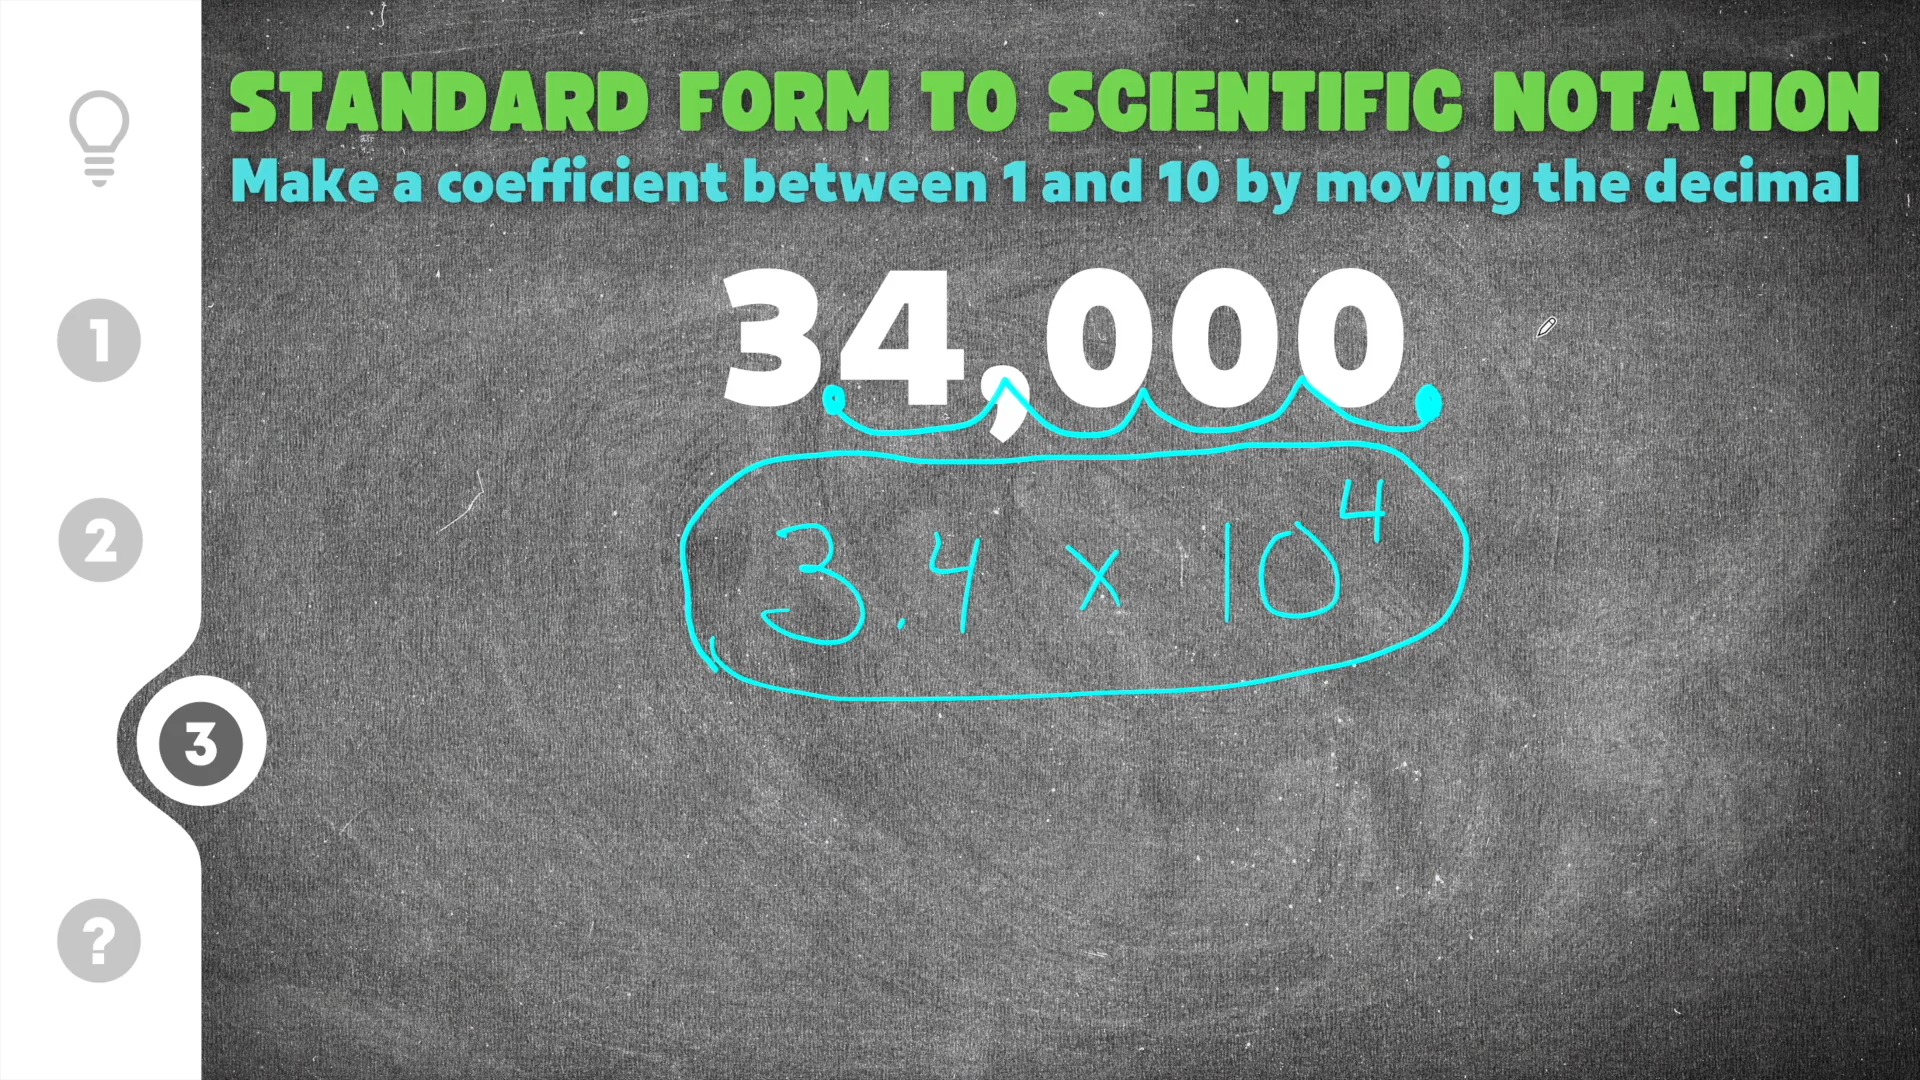 STANDARD FORM TO SCIENTIFIC NOTATION
Make a coefficient between 1 and 10 by moving the decimal
34,000
3.4 x 10⁴
1
2
3
?